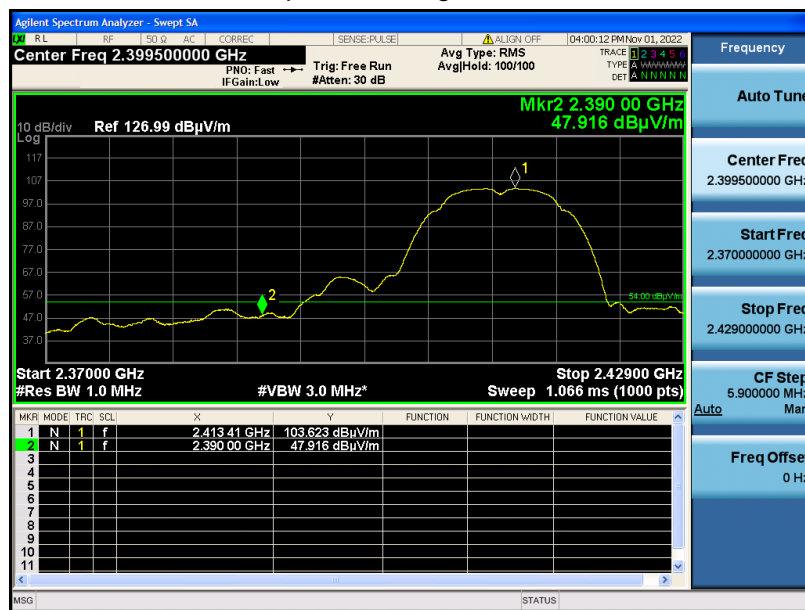 Agilent Spectrum Analyzer - Swept SA
LXI RL RF 50 Ω AC CORREC SENSE:PULSE ALIGN OFF 04:00:12 PM Nov 01, 2022
Center Freq 2.399500000 GHz
PNO: Fast
IFGain:Low
Trig: Free Run
#Atten: 30 dB
Avg Type: RMS
Avg|Hold: 100/100
TRACE 1 2 3 4 5 6
TYPE A
DET A N N N N N
Mkr2 2.390 00 GHz
47.916 dBµV/m
10 dB/div
Log
Ref 126.99 dBµV/m
117
107
97.0
87.0
77.0
67.0
57.0
47.0
37.0
1
2
54.00 dBµV/m
Start 2.37000 GHz
Stop 2.42900 GHz
#Res BW 1.0 MHz
#VBW 3.0 MHz*
Sweep 1.066 ms (1000 pts)
MKR MODE TRC SCL X Y FUNCTION FUNCTION WIDTH FUNCTION VALUE
1 N 1 f 2.413 41 GHz 103.623 dBµV/m
2 N 1 f 2.390 00 GHz 47.916 dBµV/m
3
4
5
6
7
8
9
10
11
MSG
STATUS
Frequency
Auto Tune
Center Freq
2.399500000 GHz
Start Freq
2.370000000 GHz
Stop Freq
2.429000000 GHz
CF Step
5.900000 MHz
Auto Man
Freq Offset
0 Hz